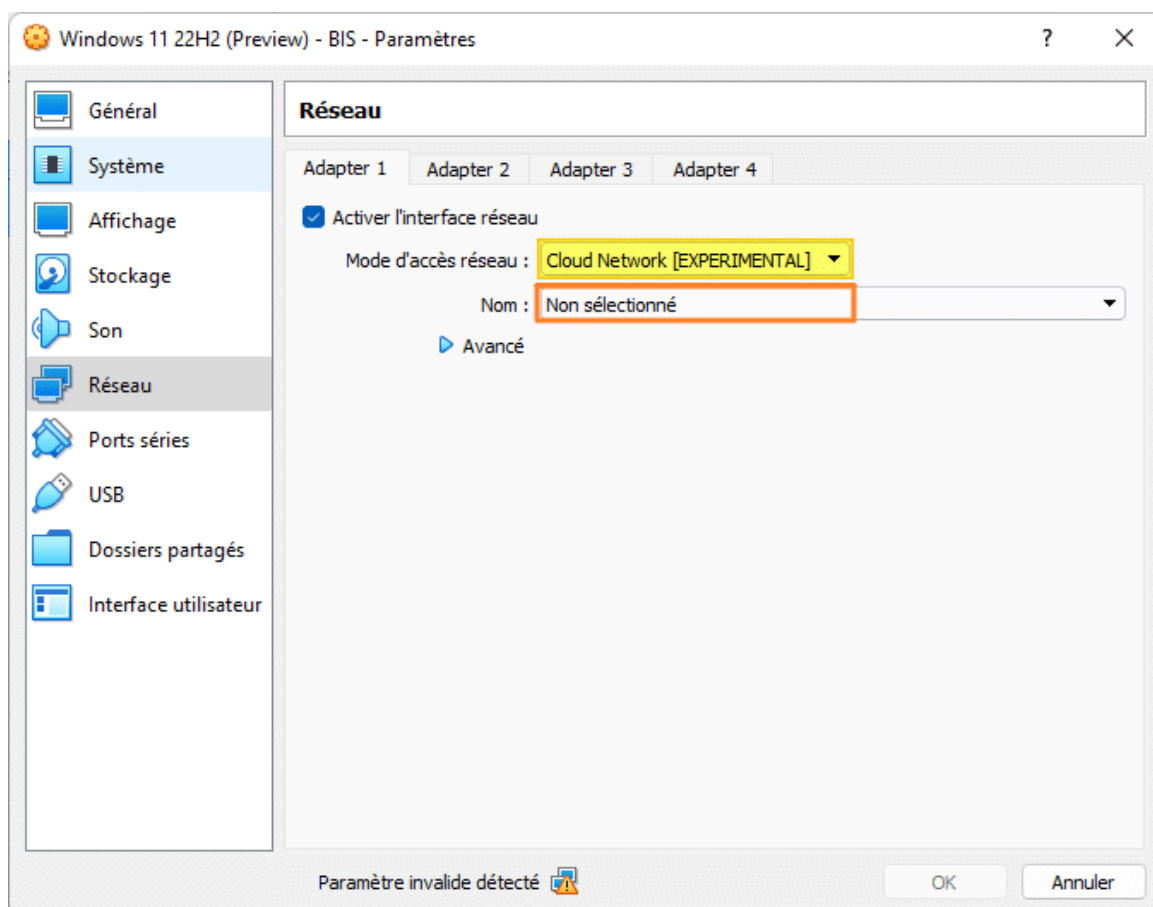 Windows 11 22H2 (Preview) - BIS - Paramètres ? ×
Général
Système
Affichage
Stockage
Son
Réseau
Ports séries
USB
Dossiers partagés
Interface utilisateur
Réseau
Adapter 1 Adapter 2 Adapter 3 Adapter 4
Activer l'interface réseau
Mode d'accès réseau : Cloud Network [EXPERIMENTAL]
Nom : Non sélectionné
Avancé
Paramètre invalide détecté OK Annuler